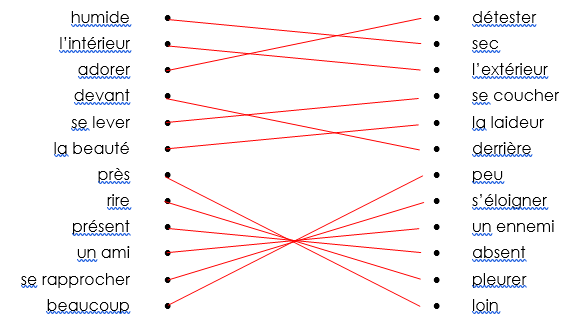 humide détester
l'intérieur sec
adorer l'extérieur
devant se coucher
se lever la laideur
la beauté derrière
près peu
rire s'éloigner
présent un ennemi
un ami absent
se rapprocher pleurer
beaucoup loin